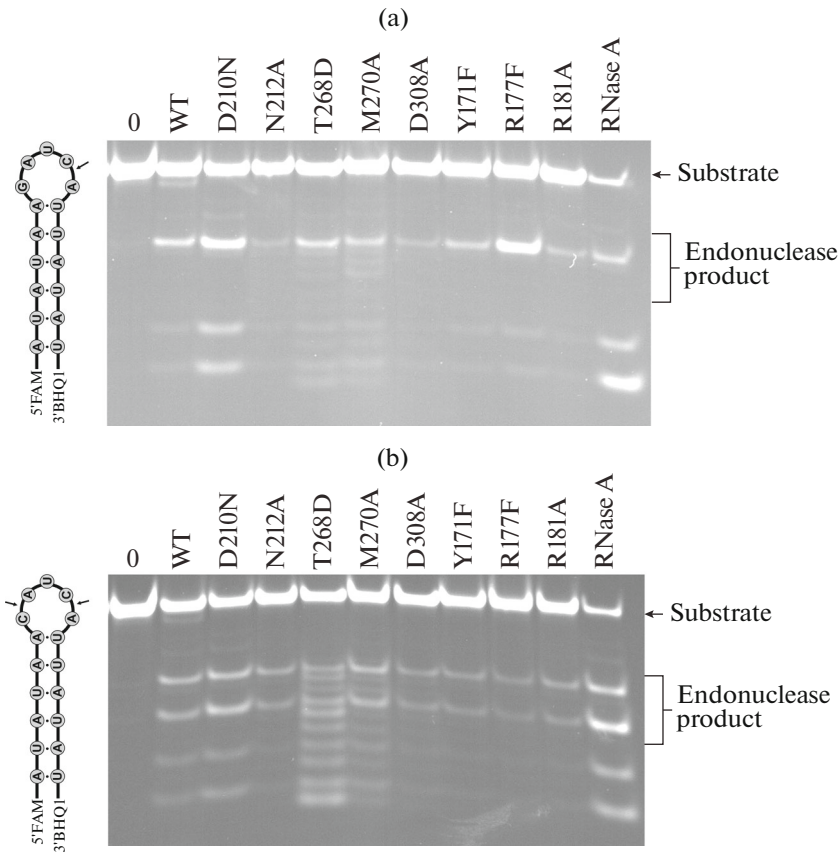 (a)
0 WT D210N N212A T268D M270A D308A Y171F R177F R181A RNase A
A U A U A A G A U C A U U A U A U
5'FAM
3'BHQ1
Substrate
Endonuclease
product
(b)
0 WT D210N N212A T268D M270A D308A Y171F R177F R181A RNase A
A U A U A A C A U C A U U A U A U
5'FAM
3'BHQ1
Substrate
Endonuclease
product